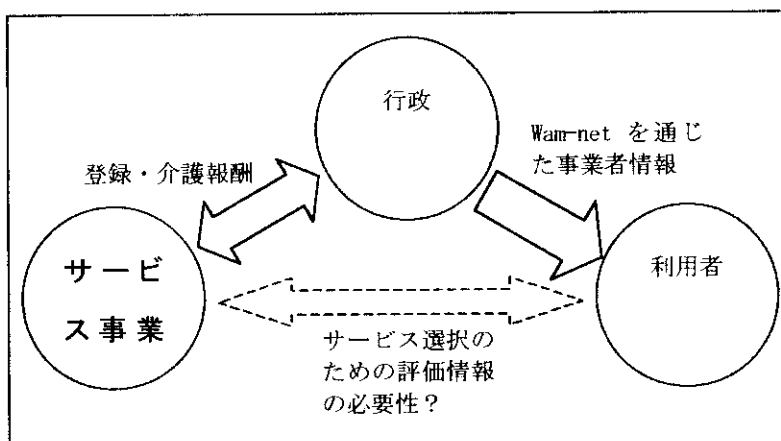 行政
Wam-net を通じ
た事業者情報
登録・介護報酬
サービ
ス事業
利用者
サービス選択の
ための評価情報
の必要性？